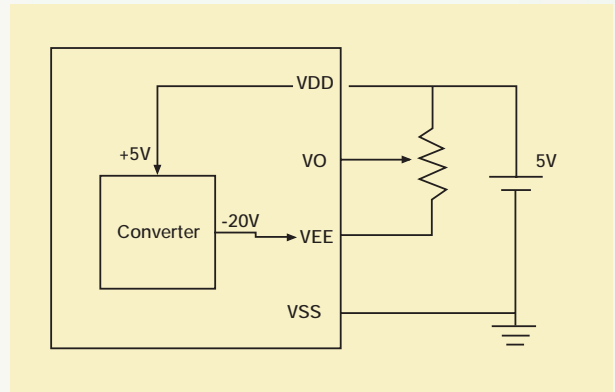 VDD
+5V
VO
5V
Converter
-20V
VEE
VSS